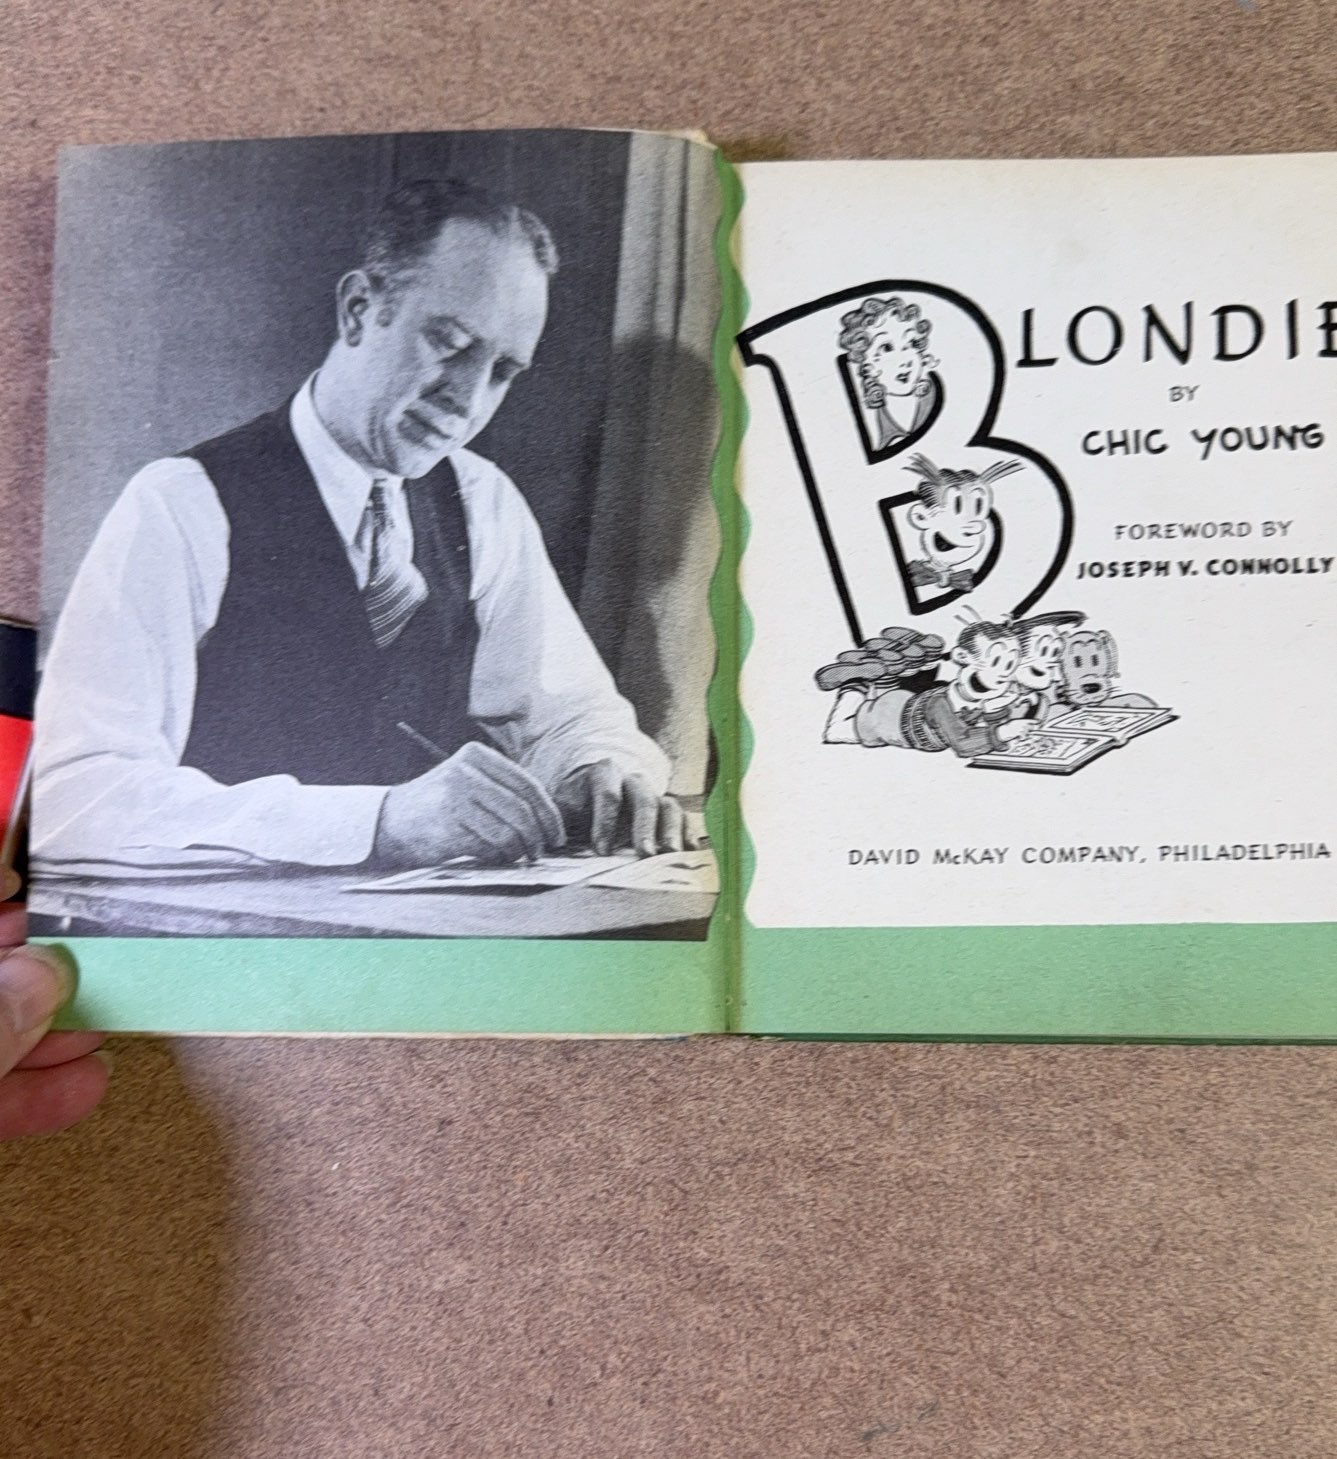 BLONDIE
BY
CHIC YOUNG
FOREWORD BY
JOSEPH V. CONNOLLY
DAVID McKAY COMPANY, PHILADELPHIA